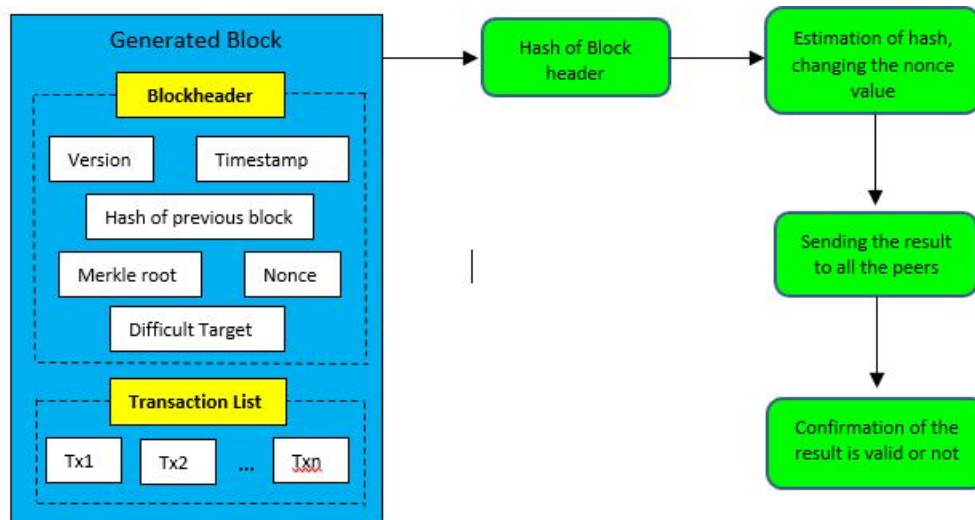 Generated Block
Blockheader
Version
Timestamp
Hash of previous block
Merkle root
Nonce
Difficult Target
Transaction List
Tx1
Tx2
...
Txn
Hash of Block
header
Estimation of hash,
changing the nonce
value
Sending the result
to all the peers
Confirmation of the
result is valid or not